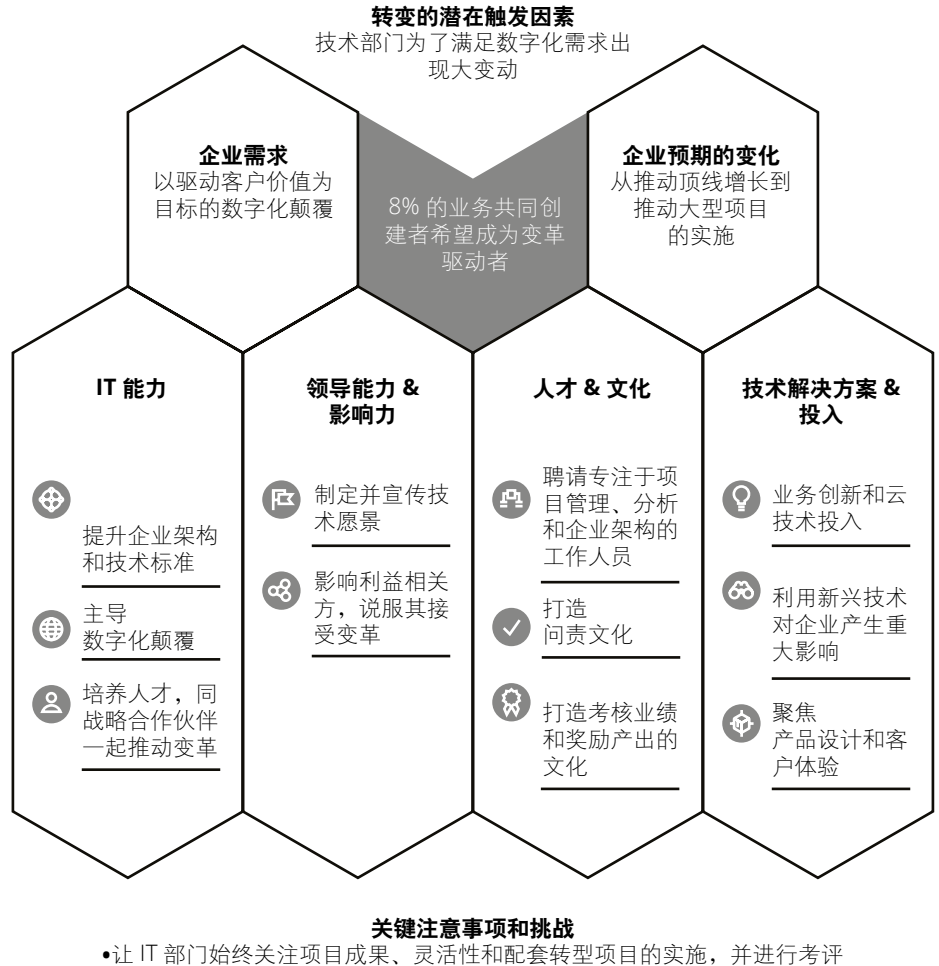 转变的潜在触发因素
技术部门为了满足数字化需求出
现大变动
企业需求
以驱动客户价值为
目标的数字化颠覆
8% 的业务共同创
建者希望成为变革
驱动者
企业预期的变化
从推动顶线增长到
推动大型项目
的实施
IT 能力
提升企业架构
和技术标准
主导
数字化颠覆
培养人才，同
战略合作伙伴
一起推动变革
领导能力 &
影响力
制定并宣传技
术愿景
影响利益相关
方，说服其接
受变革
人才 & 文化
聘请专注于项
目管理、分析
和企业架构的
工作人员
打造
问责文化
打造考核业绩
和奖励产出的
文化
技术解决方案 &
投入
业务创新和云
技术投入
利用新兴技术
对企业产生重
大影响
聚焦
产品设计和客
户体验
关键注意事项和挑战
•让 IT 部门始终关注项目成果、灵活性和配套转型项目的实施，并进行考评